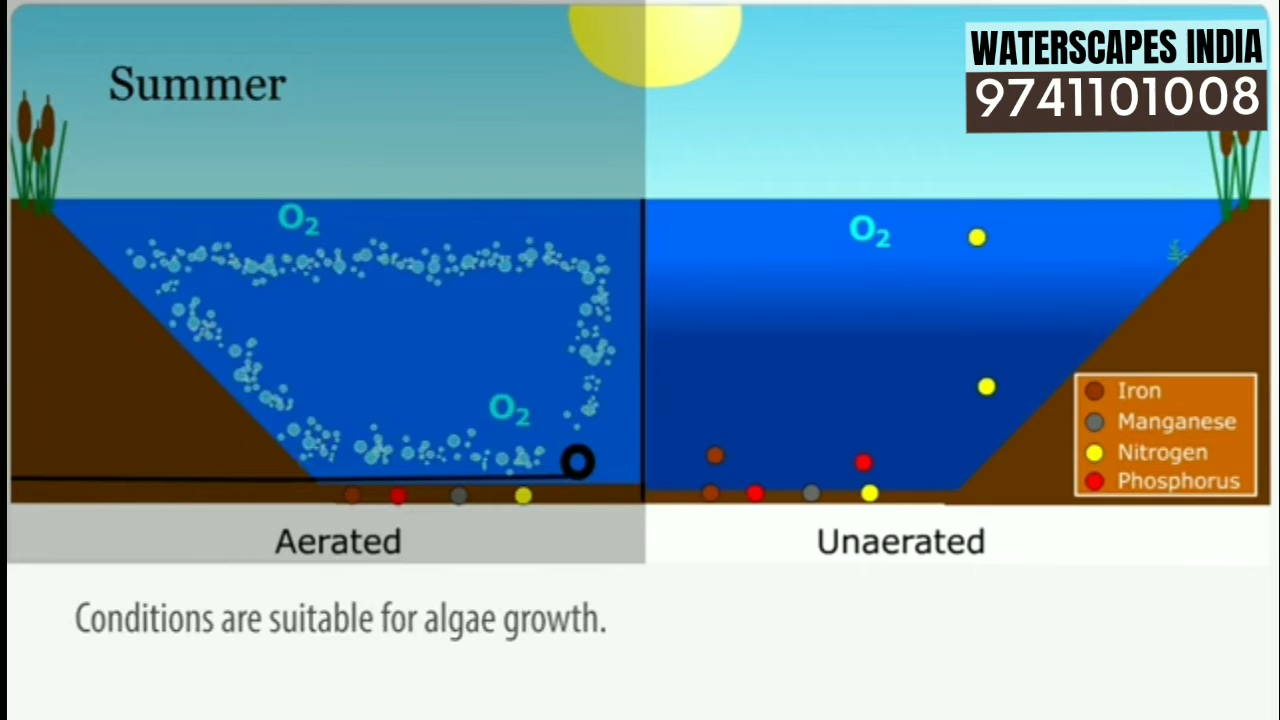 Summer
WATERSCAPES INDIA
9741101008
O2
O2
O2
Iron
Manganese
Nitrogen
Phosphorus
Aerated
Unaerated
Conditions are suitable for algae growth.